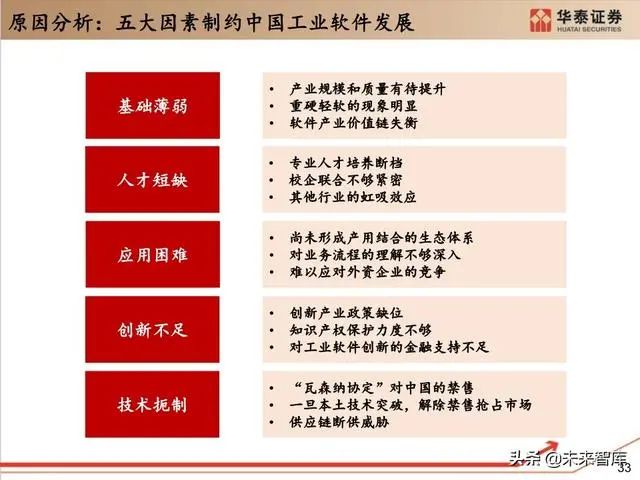 原因分析：五大因素制约中国工业软件发展
华泰证券
HUATAI SECURITIES
基础薄弱
• 产业规模和质量有待提升
• 重硬轻软的现象明显
• 软件产业价值链失衡
人才短缺
• 专业人才培养断档
• 校企联合不够紧密
• 其他行业的虹吸效应
应用困难
• 尚未形成产用结合的生态体系
• 对业务流程的理解不够深入
• 难以应对外资企业的竞争
创新不足
• 创新产业政策缺位
• 知识产权保护力度不够
• 对工业软件创新的金融支持不足
技术扼制
• “瓦森纳协定”对中国的禁售
• 一旦本土技术突破，解除禁售抢占市场
• 供应链断供威胁
头条@未来智库
33